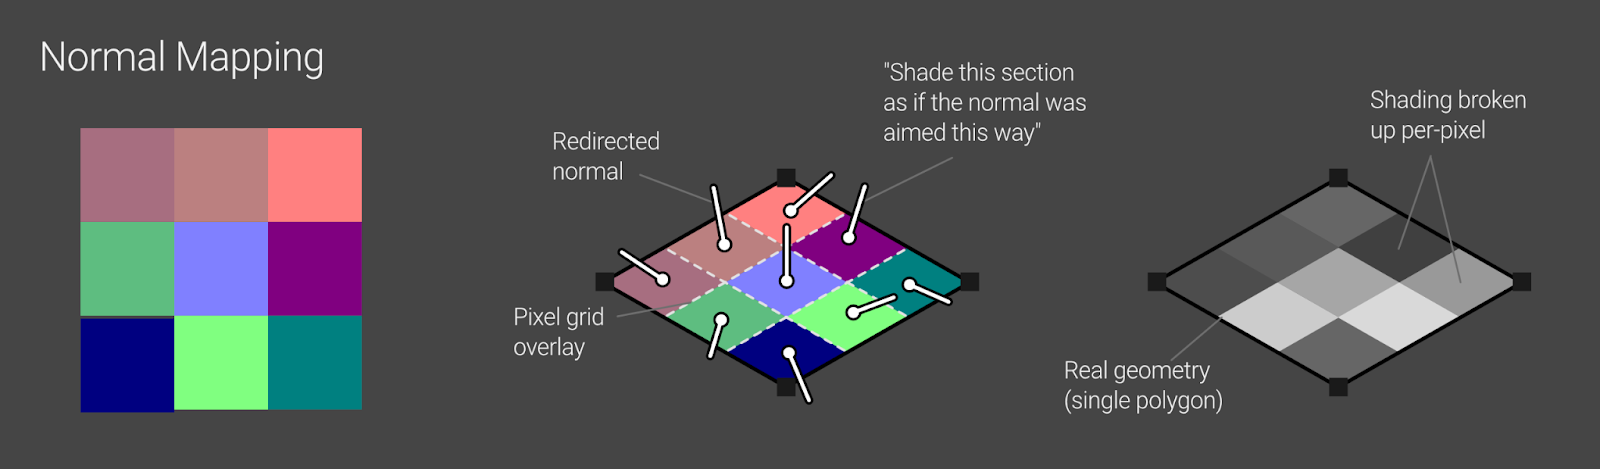 Normal Mapping
Redirected
normal
"Shade this section
as if the normal was
aimed this way"
Pixel grid
overlay
Shading broken
up per-pixel
Real geometry
(single polygon)